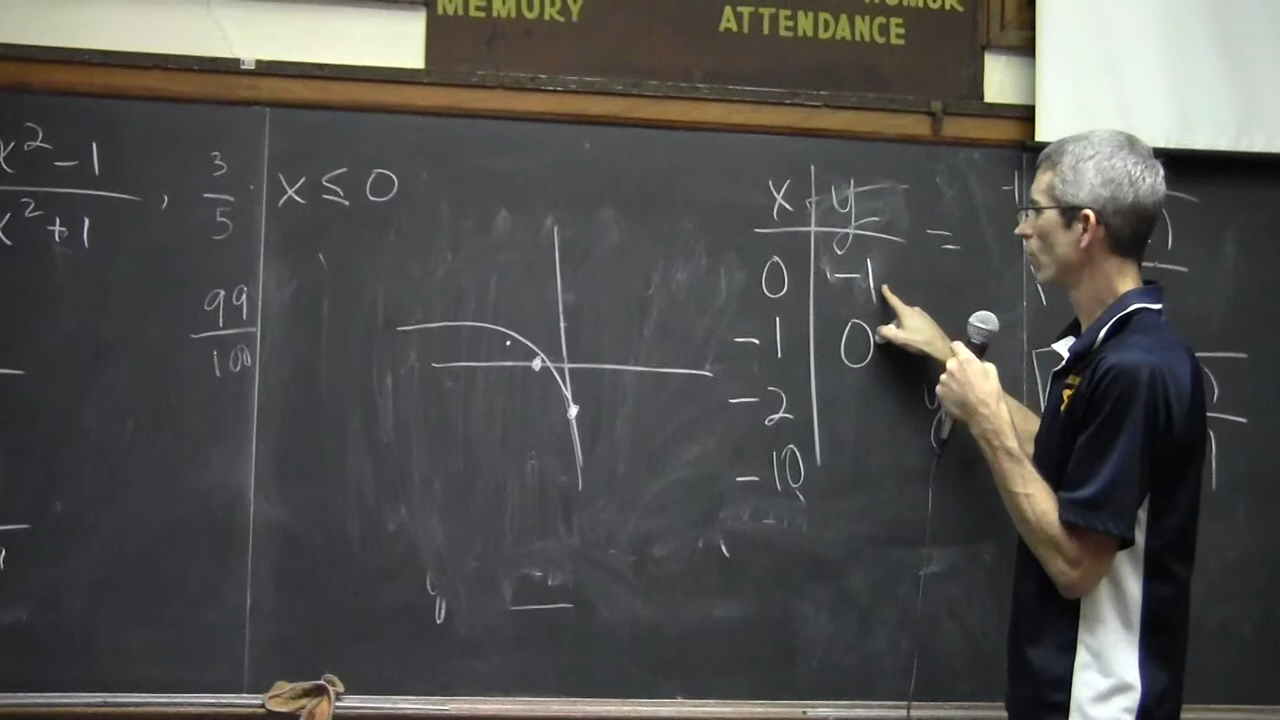 MEMORY
ATTENDANCE
x² - 1
x² + 1
,
3
5
99
100
x ≤ 0
x y
0 -1
-1 0
-2
-10
=
y